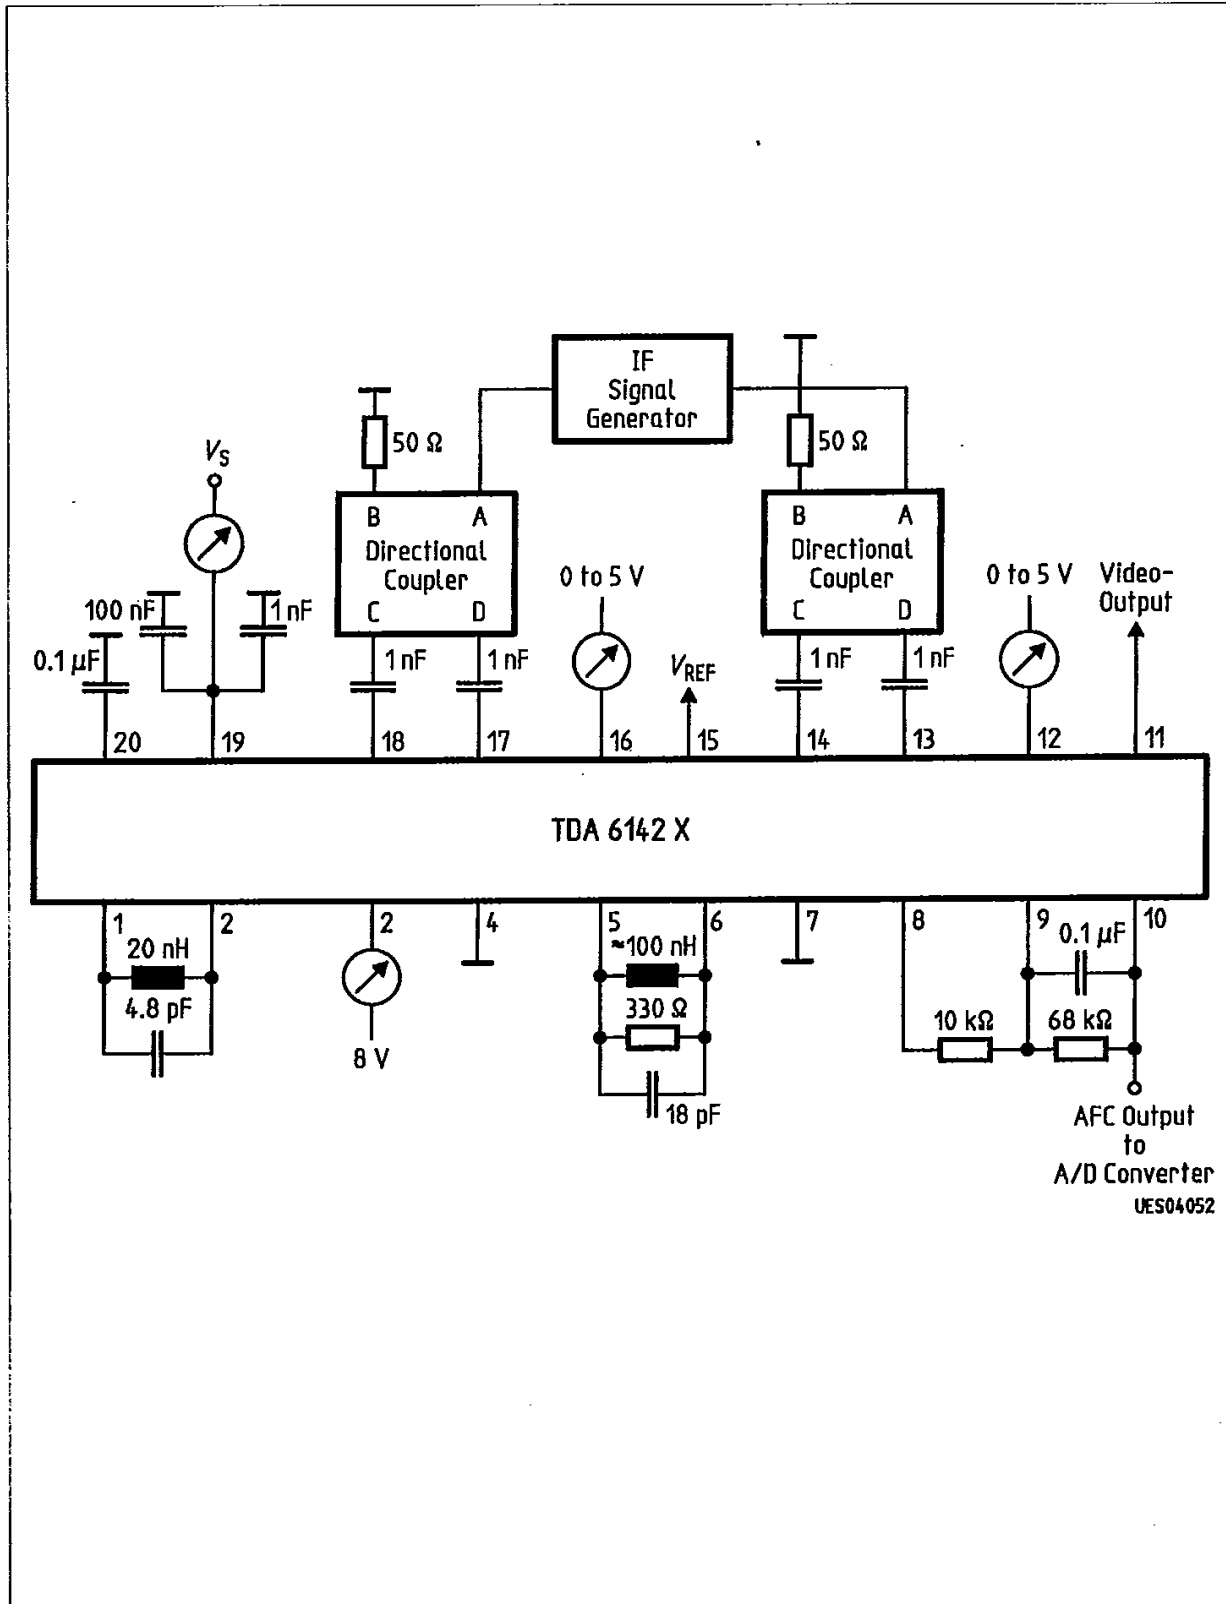 IF
Signal
Generator
50 Ω
50 Ω
V_S
B A
Directional
Coupler
C D
B A
Directional
Coupler
C D
0 to 5 V
0 to 5 V
Video-
Output
100 nF
1 nF
0.1 µF
1 nF
1 nF
V_REF
1 nF
1 nF
20 19 18 17 16 15 14 13 12 11
TDA 6142 X
1 2 2 4 5 6 7 8 9 10
20 nH
4.8 pF
8 V
≈100 nH
330 Ω
18 pF
0.1 µF
10 kΩ
68 kΩ
AFC Output
to
A/D Converter
UES04052